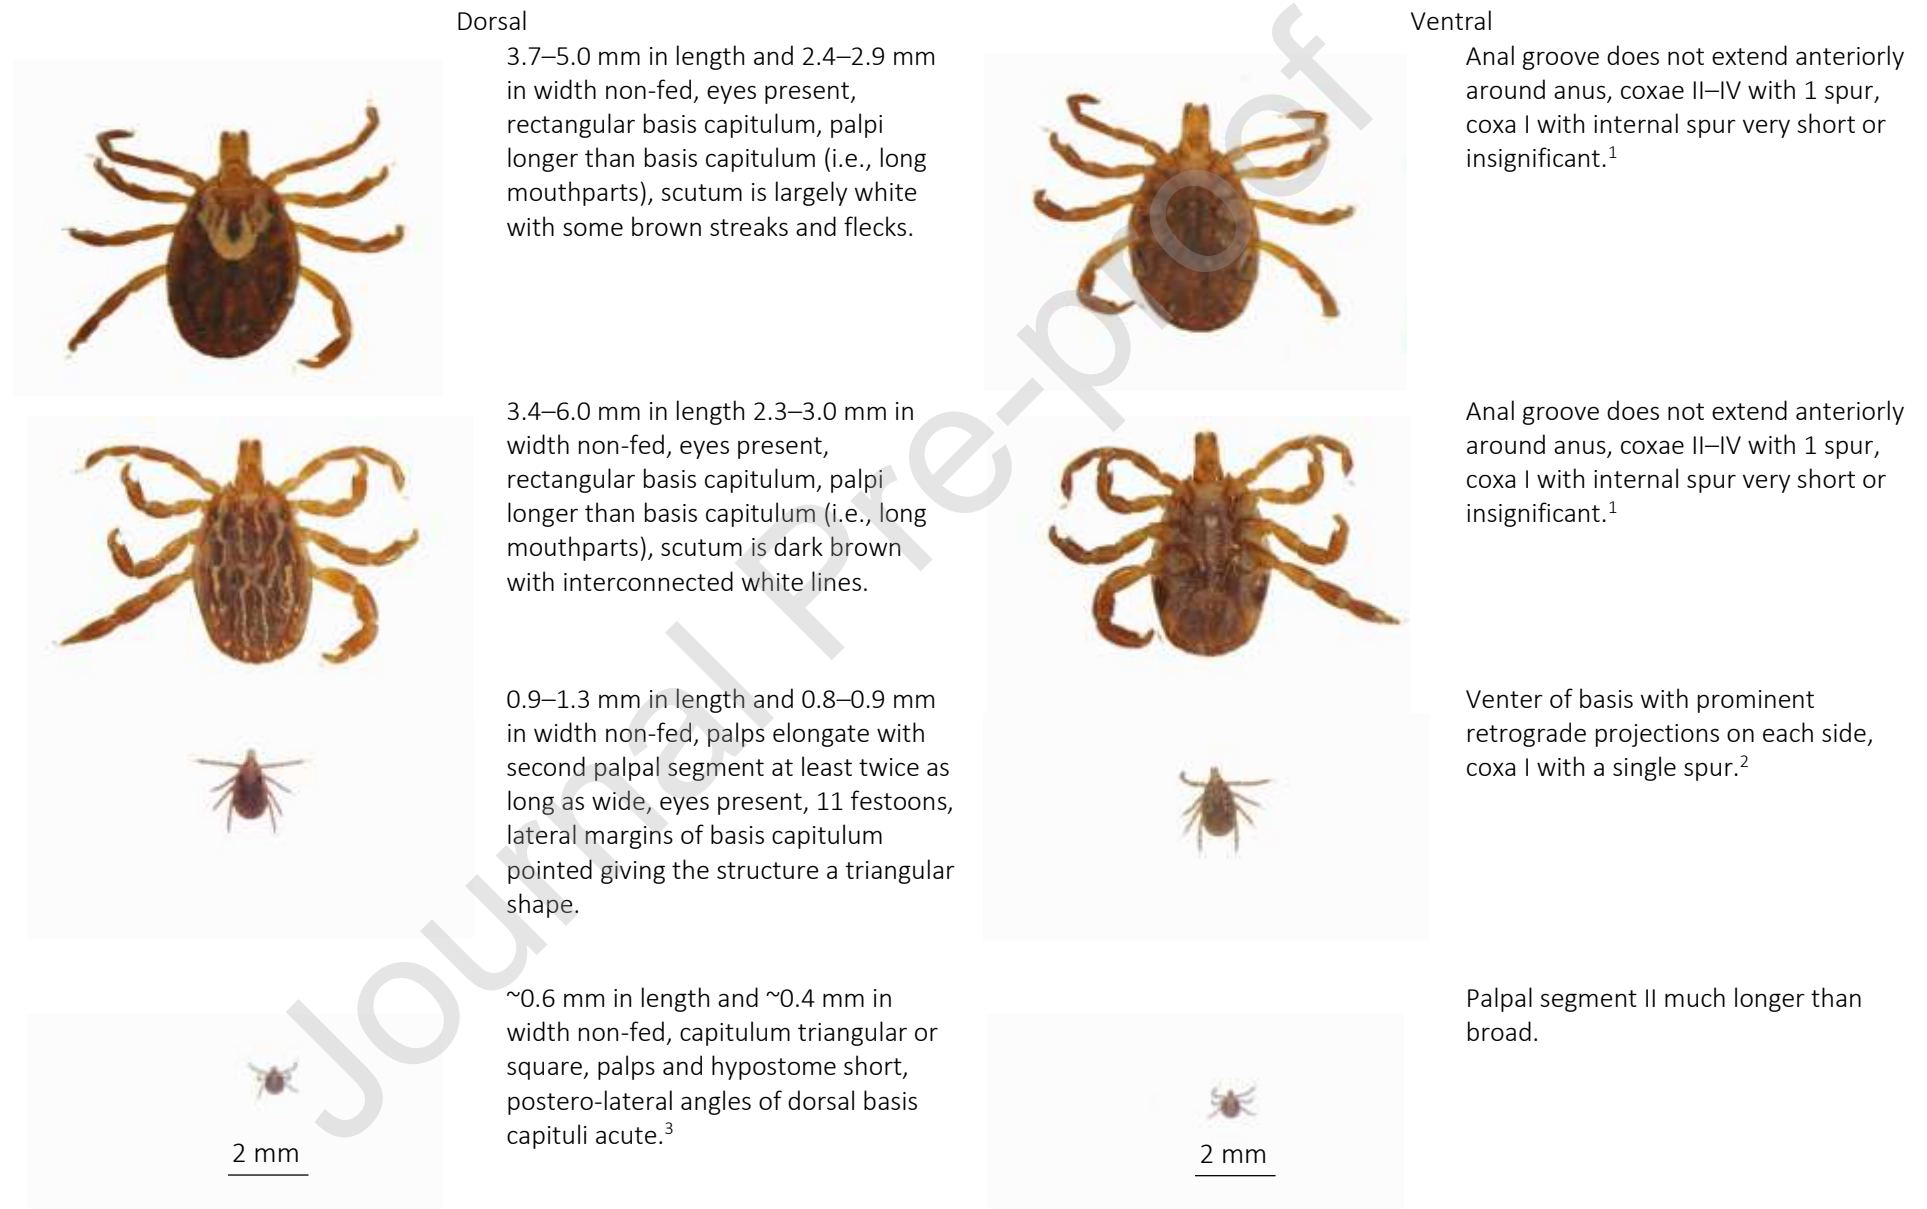 Dorsal
Ventral
3.7–5.0 mm in length and 2.4–2.9 mm
in width non-fed, eyes present,
rectangular basis capitulum, palpi
longer than basis capitulum (i.e., long
mouthparts), scutum is largely white
with some brown streaks and flecks.
Anal groove does not extend anteriorly
around anus, coxae II–IV with 1 spur,
coxa I with internal spur very short or
insignificant.¹
3.4–6.0 mm in length 2.3–3.0 mm in
width non-fed, eyes present,
rectangular basis capitulum, palpi
longer than basis capitulum (i.e., long
mouthparts), scutum is dark brown
with interconnected white lines.
Anal groove does not extend anteriorly
around anus, coxae II–IV with 1 spur,
coxa I with internal spur very short or
insignificant.¹
0.9–1.3 mm in length and 0.8–0.9 mm
in width non-fed, palps elongate with
second palpal segment at least twice as
long as wide, eyes present, 11 festoons,
lateral margins of basis capitulum
pointed giving the structure a triangular
shape.
Venter of basis with prominent
retrograde projections on each side,
coxa I with a single spur.²
~0.6 mm in length and ~0.4 mm in
width non-fed, capitulum triangular or
square, palps and hypostome short,
postero-lateral angles of dorsal basis
capituli acute.³
Palpal segment II much longer than
broad.
2 mm
2 mm
Journal Pre-proof